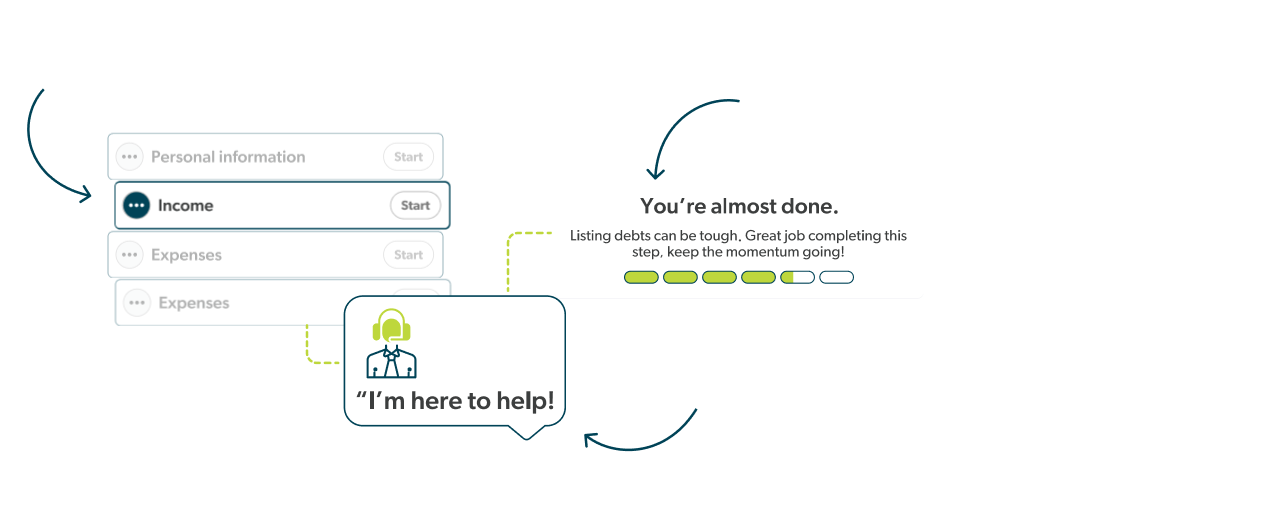 Personal information
Start
Income
Start
Expenses
Start
Expenses
You're almost done.
Listing debts can be tough. Great job completing this
step, keep the momentum going!
“I'm here to help!